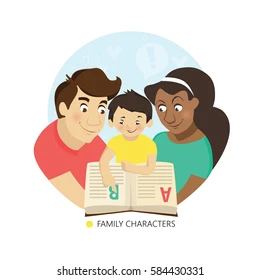 R A
FAMILY CHARACTERS
shutterstock.com · 584430331